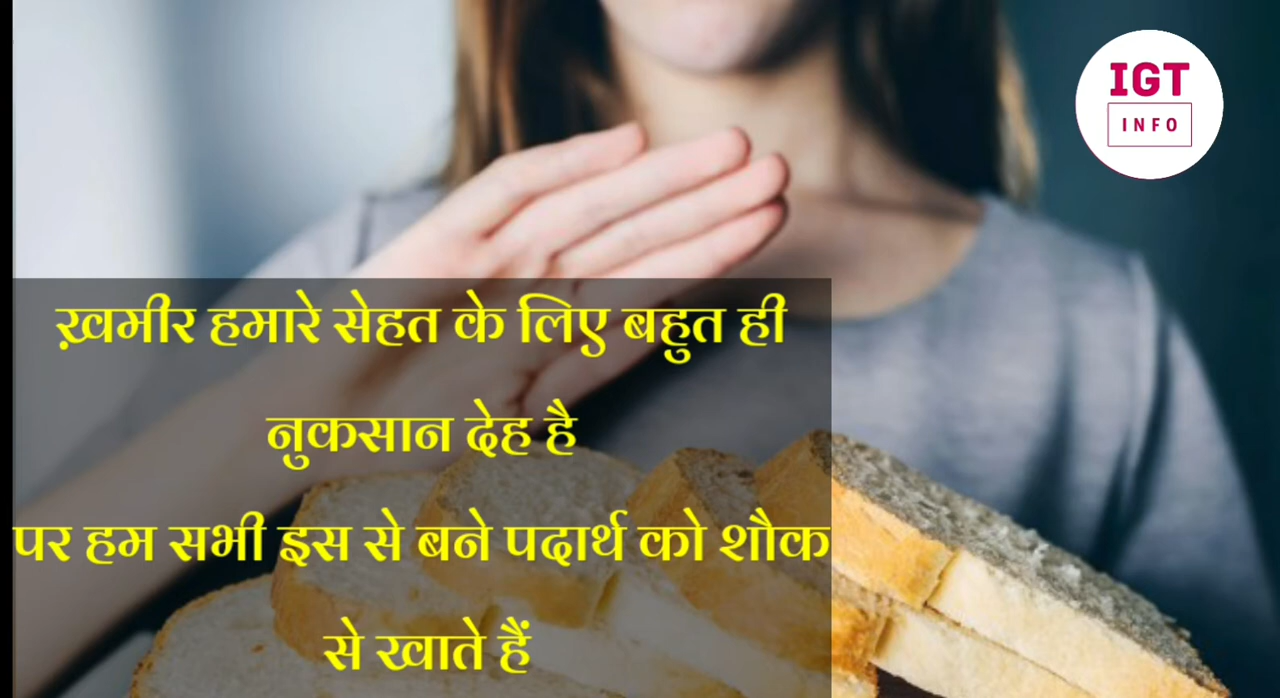 IGT
INFO
ख़मीर हमारे सेहत के लिए बहुत ही
नुकसान देह है
पर हम सभी इस से बने पदार्थ को शौक
से खाते हैं